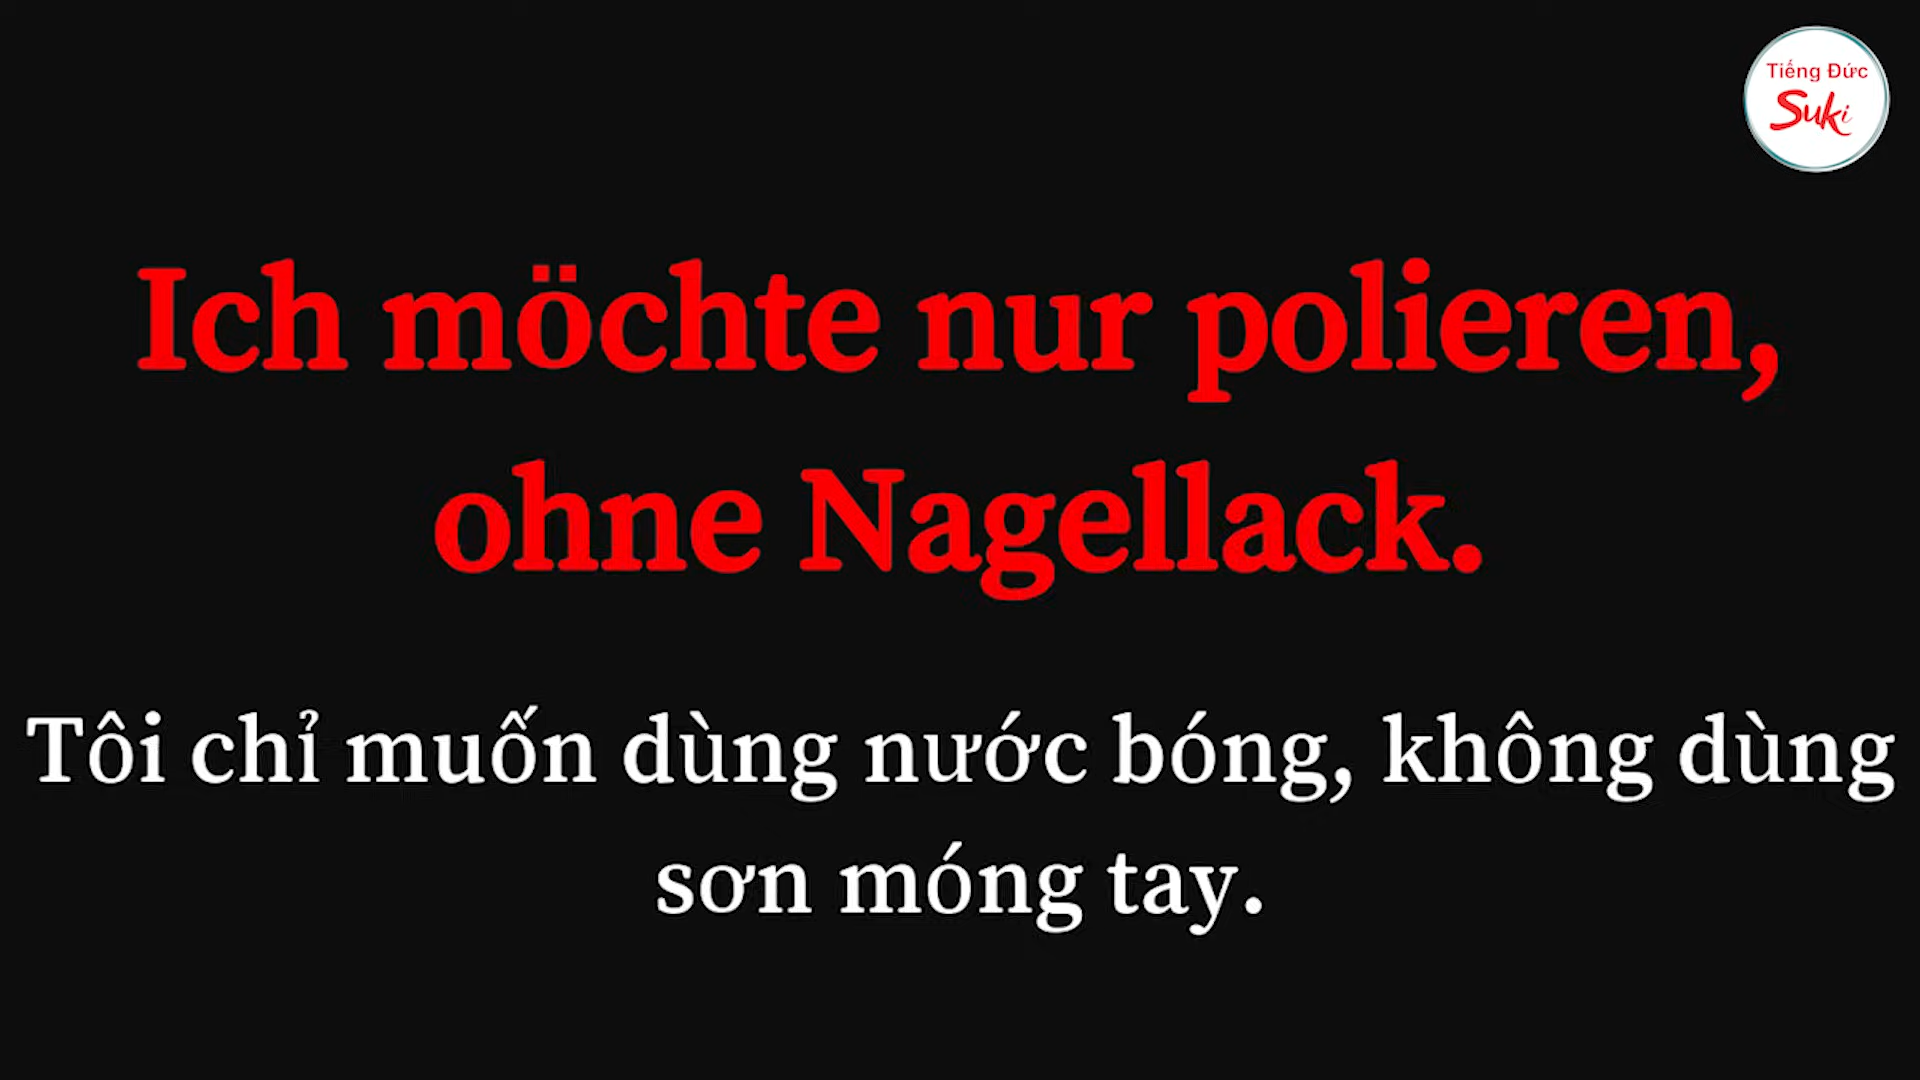 Tiếng Đức
Suki
Ich möchte nur polieren,
ohne Nagellack.
Tôi chỉ muốn dùng nước bóng, không dùng
sơn móng tay.